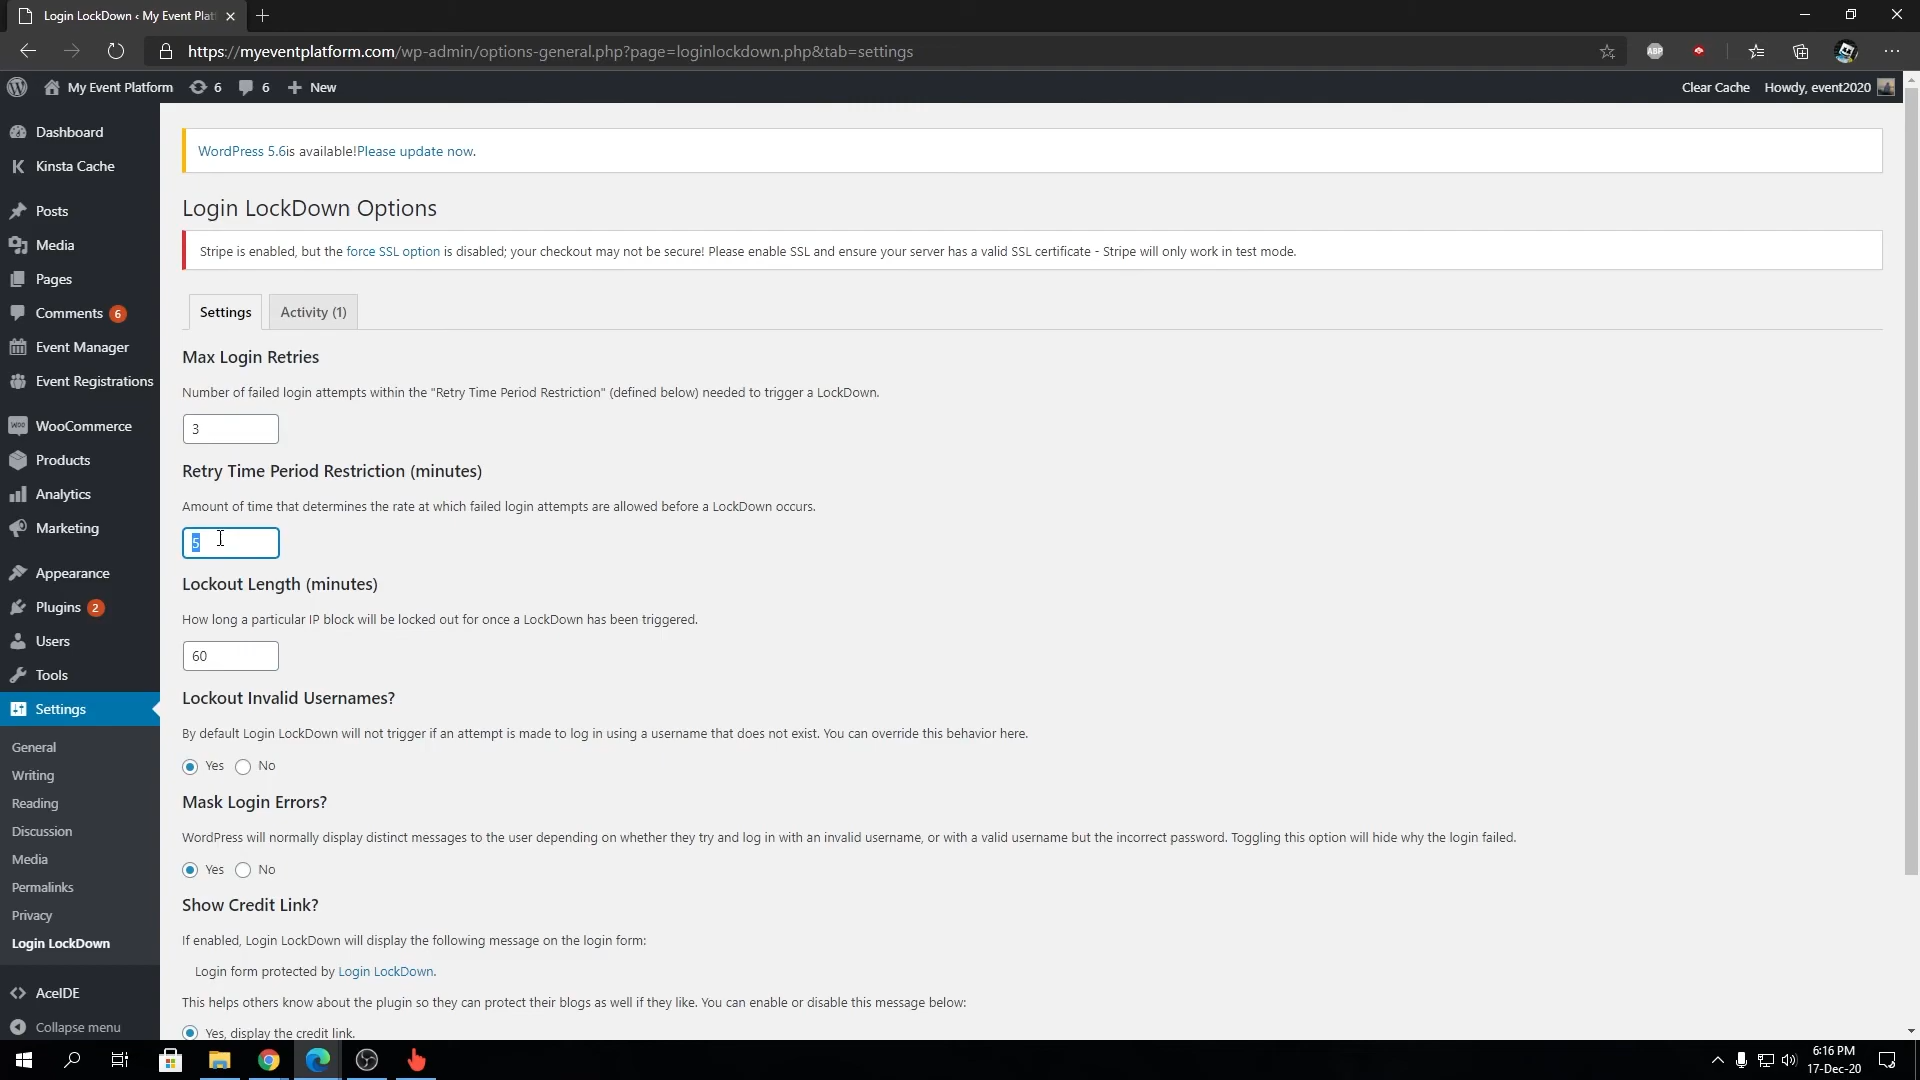 Login LockDown ‹ My Event Plat
https://myeventplatform.com/wp-admin/options-general.php?page=loginlockdown.php&tab=settings
ABP
My Event Platform 6 6 New Clear Cache Howdy, event2020
Dashboard
Kinsta Cache
Posts
Media
Pages
Comments 6
Event Manager
Event Registrations
WooCommerce
Products
Analytics
Marketing
Appearance
Plugins 2
Users
Tools
Settings
General
Writing
Reading
Discussion
Media
Permalinks
Privacy
Login LockDown
AceIDE
Collapse menu
WordPress 5.6is available!Please update now.
Login LockDown Options
Stripe is enabled, but the force SSL option is disabled; your checkout may not be secure! Please enable SSL and ensure your server has a valid SSL certificate - Stripe will only work in test mode.
Settings Activity (1)
Max Login Retries
Number of failed login attempts within the "Retry Time Period Restriction" (defined below) needed to trigger a LockDown.
3
Retry Time Period Restriction (minutes)
Amount of time that determines the rate at which failed login attempts are allowed before a LockDown occurs.
5
Lockout Length (minutes)
How long a particular IP block will be locked out for once a LockDown has been triggered.
60
Lockout Invalid Usernames?
By default Login LockDown will not trigger if an attempt is made to log in using a username that does not exist. You can override this behavior here.
Yes No
Mask Login Errors?
WordPress will normally display distinct messages to the user depending on whether they try and log in with an invalid username, or with a valid username but the incorrect password. Toggling this option will hide why the login failed.
Yes No
Show Credit Link?
If enabled, Login LockDown will display the following message on the login form:
Login form protected by Login LockDown.
This helps others know about the plugin so they can protect their blogs as well if they like. You can enable or disable this message below:
Yes, display the credit link.
6:16 PM
17-Dec-20